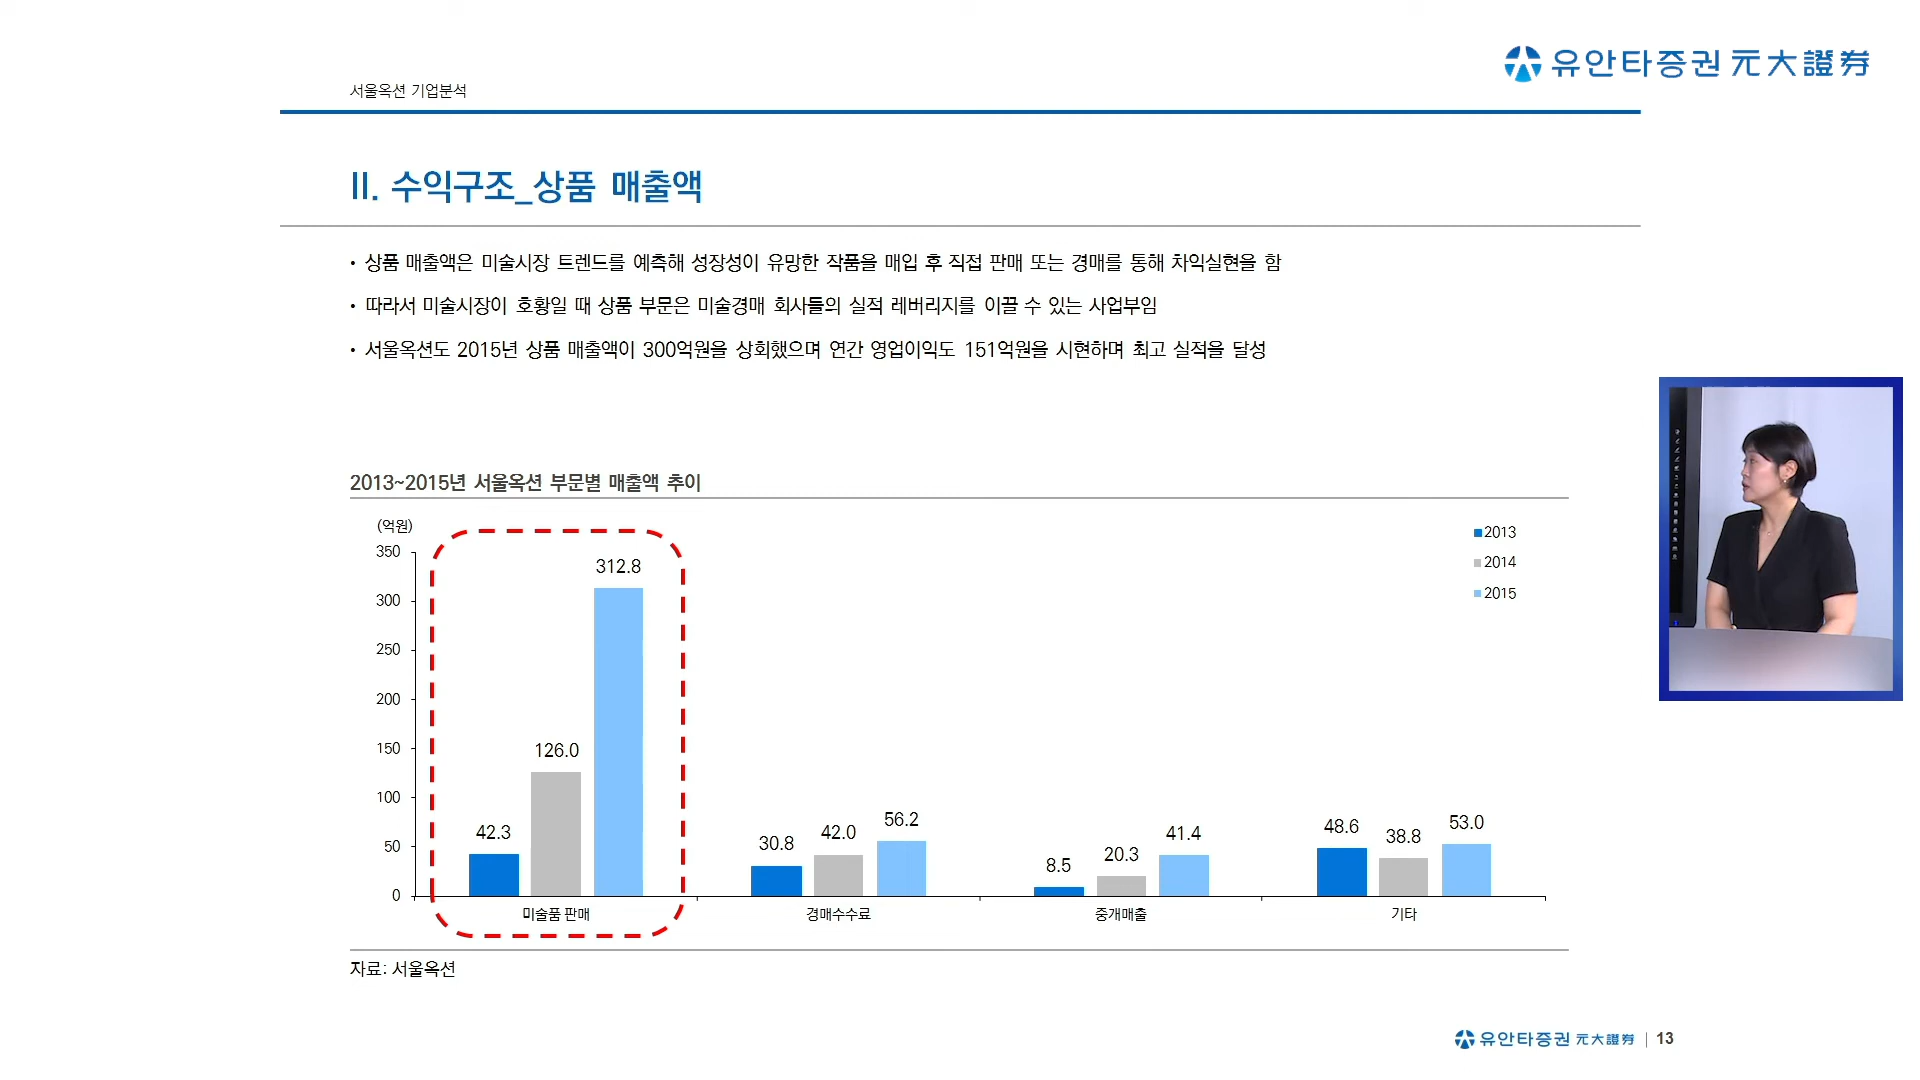 유안타증권 元大證券
서울옥션 기업분석
II. 수익구조_상품 매출액
• 상품 매출액은 미술시장 트렌드를 예측해 성장성이 유망한 작품을 매입 후 직접 판매 또는 경매를 통해 차익실현을 함
• 따라서 미술시장이 호황일 때 상품 부문은 미술경매 회사들의 실적 레버리지를 이끌 수 있는 사업부임
• 서울옥션도 2015년 상품 매출액이 300억원을 상회했으며 연간 영업이익도 151억원을 시현하며 최고 실적을 달성
2013~2015년 서울옥션 부문별 매출액 추이
(억원)
350
300
250
200
150
100
50
0
2013
2014
2015
42.3
126.0
312.8
30.8
42.0
56.2
8.5
20.3
41.4
48.6
38.8
53.0
미술품 판매
경매수수료
중개매출
기타
자료: 서울옥션
유안타증권 元大證券 | 13